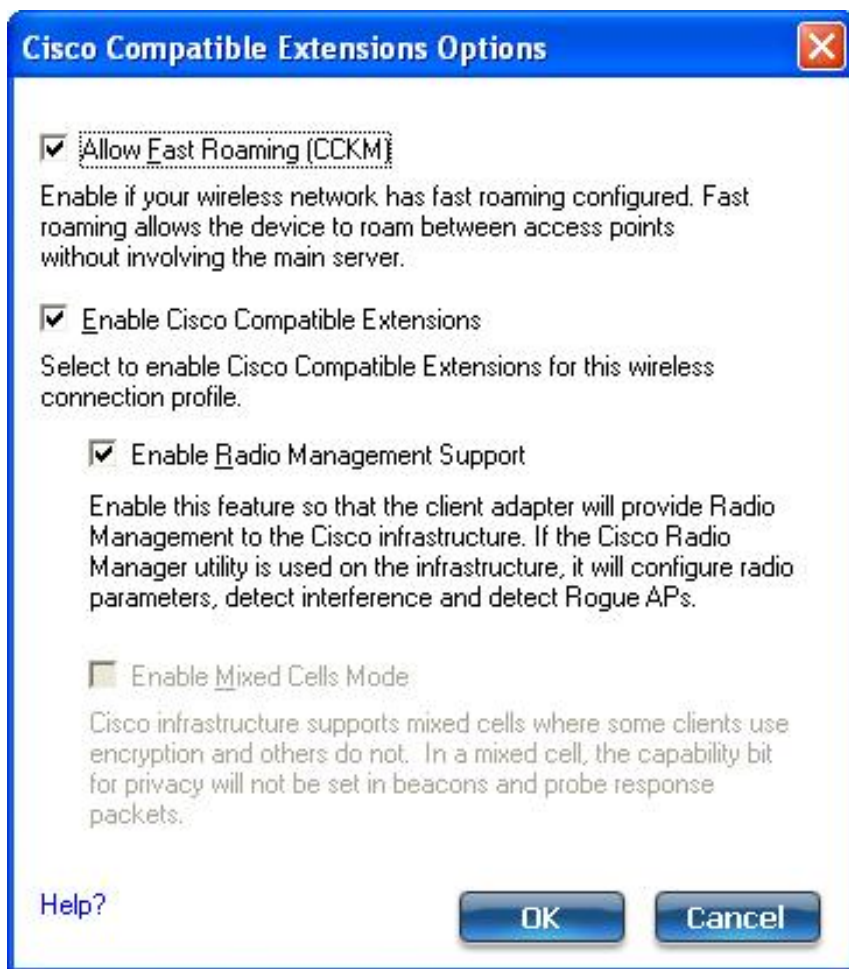 Cisco Compatible Extensions Options
Allow Fast Roaming (CCKM)
Enable if your wireless network has fast roaming configured. Fast
roaming allows the device to roam between access points
without involving the main server.
Enable Cisco Compatible Extensions
Select to enable Cisco Compatible Extensions for this wireless
connection profile.
Enable Radio Management Support
Enable this feature so that the client adapter will provide Radio
Management to the Cisco infrastructure. If the Cisco Radio
Manager utility is used on the infrastructure, it will configure radio
parameters, detect interference and detect Rogue APs.
Enable Mixed Cells Mode
Cisco infrastructure supports mixed cells where some clients use
encryption and others do not. In a mixed cell, the capability bit
for privacy will not be set in beacons and probe response
packets.
Help?
OK
Cancel